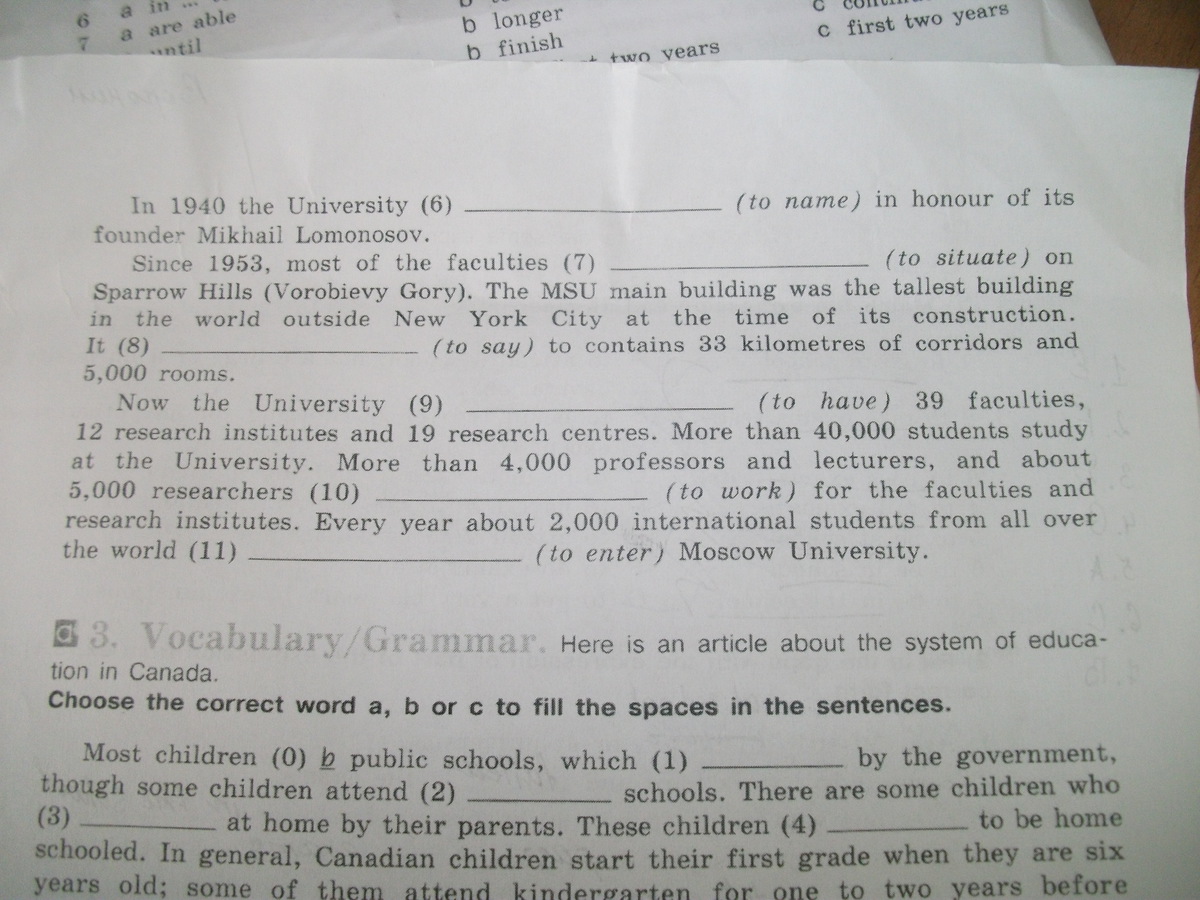 6 a in ...
7 a are able
until
b longer
b finish
two years
c
c first two years
In 1940 the University (6) ____________ (to name) in honour of its
founder Mikhail Lomonosov.
Since 1953, most of the faculties (7) ____________ (to situate) on
Sparrow Hills (Vorobievy Gory). The MSU main building was the tallest building
in the world outside New York City at the time of its construction.
It (8) ____________ (to say) to contains 33 kilometres of corridors and
5,000 rooms.
Now the University (9) ____________ (to have) 39 faculties,
12 research institutes and 19 research centres. More than 40,000 students study
at the University. More than 4,000 professors and lecturers, and about
5,000 researchers (10) ____________ (to work) for the faculties and
research institutes. Every year about 2,000 international students from all over
the world (11) ____________ (to enter) Moscow University.
3. Vocabulary/Grammar. Here is an article about the system of educa-
tion in Canada.
Choose the correct word a, b or c to fill the spaces in the sentences.
Most children (0) b public schools, which (1) ________ by the government,
though some children attend (2) ________ schools. There are some children who
(3) ________ at home by their parents. These children (4) ________ to be home
schooled. In general, Canadian children start their first grade when they are six
years old; some of them attend kindergarten for one to two years before